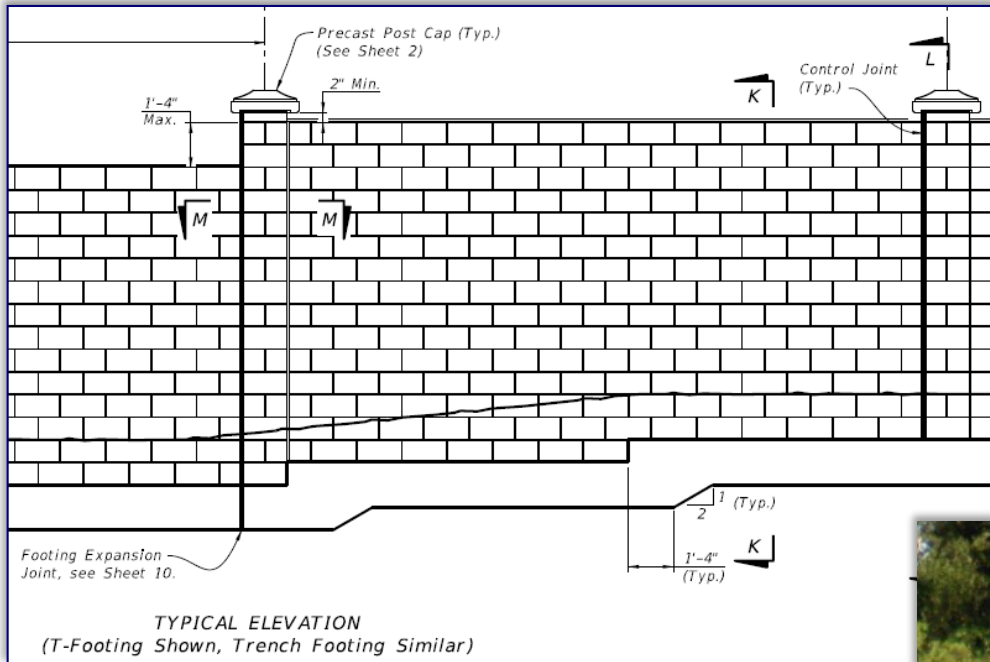 Precast Post Cap (Typ.)
(See Sheet 2)
2" Min.
1'-4"
Max.
Control Joint
(Typ.)
L
K
M
M
1
2
(Typ.)
1'-4"
(Typ.)
K
Footing Expansion
Joint, see Sheet 10.
TYPICAL ELEVATION
(T-Footing Shown, Trench Footing Similar)